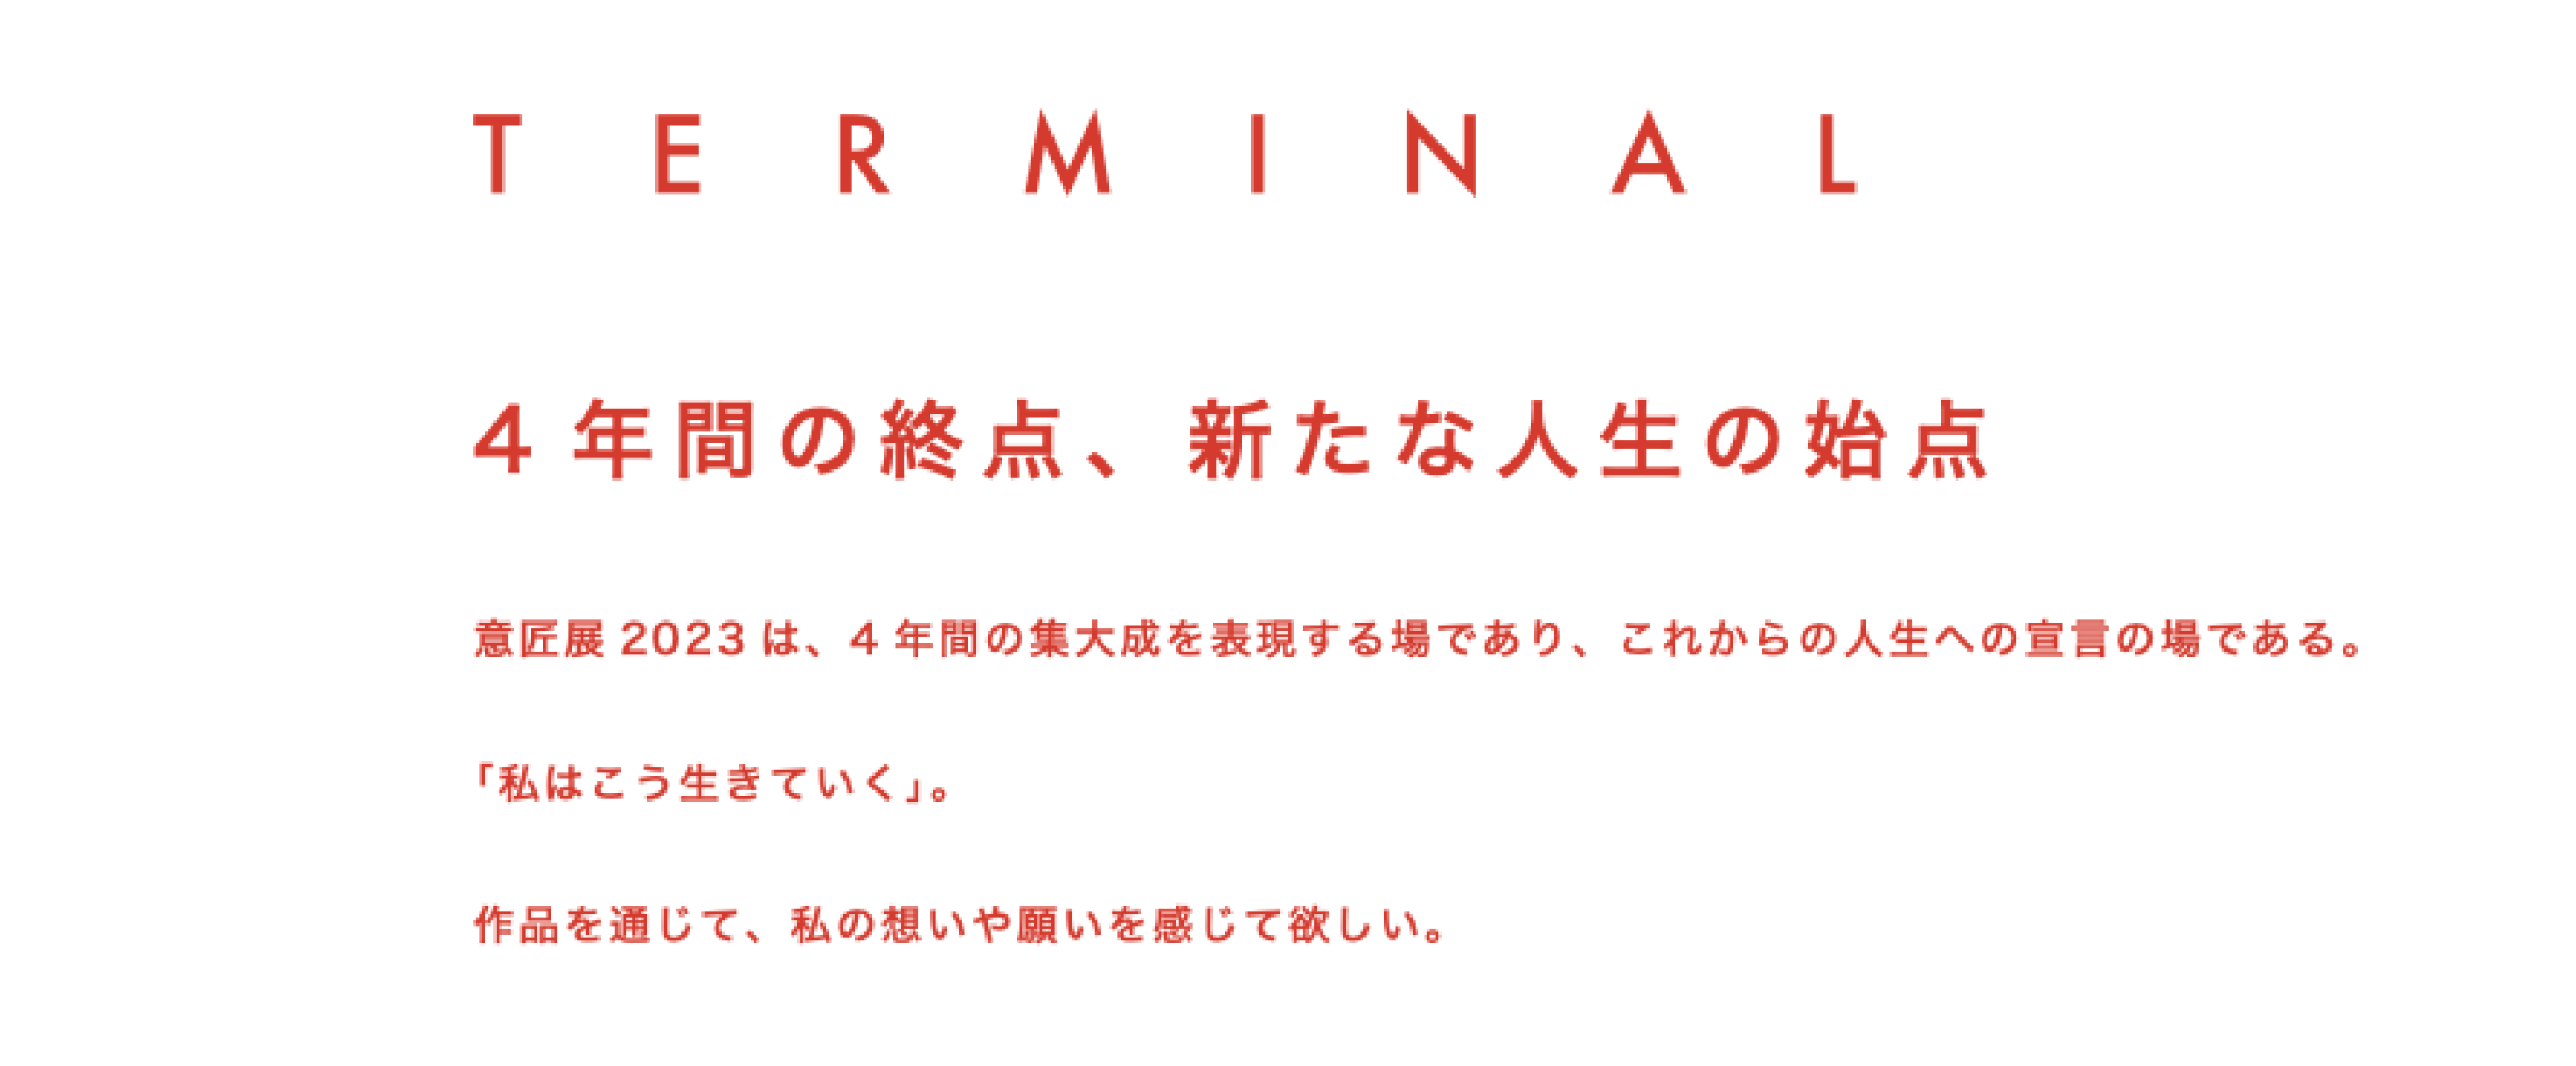 TERMINAL
4年間の終点、新たな人生の始点
意匠展2023は、4年間の集大成を表現する場であり、これからの人生への宣言の場である。
「私はこう生きていく」。
作品を通じて、私の想いや願いを感じて欲しい。